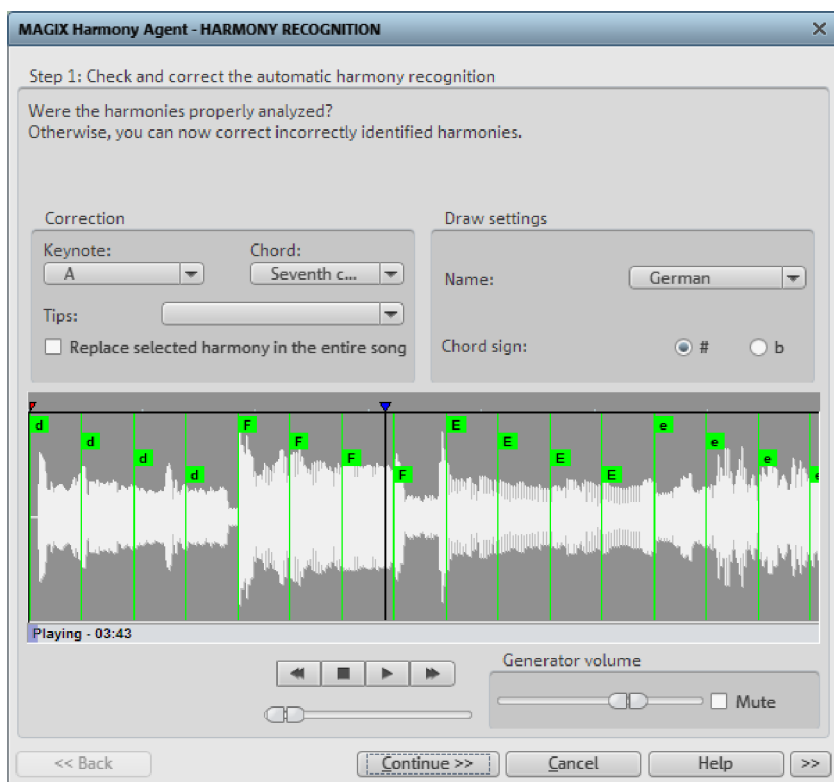 MAGIX Harmony Agent - HARMONY RECOGNITION
Step 1: Check and correct the automatic harmony recognition
Were the harmonies properly analyzed?
Otherwise, you can now correct incorrectly identified harmonies.
Correction
Keynote:
Chord:
A
Seventh c...
Tips:
Replace selected harmony in the entire song
Draw settings
Name:
German
Chord sign:
#
b
d d d d F F F F E E E E e e e e
Playing - 03:43
Generator volume
Mute
<< Back
Continue >>
Cancel
Help
>>